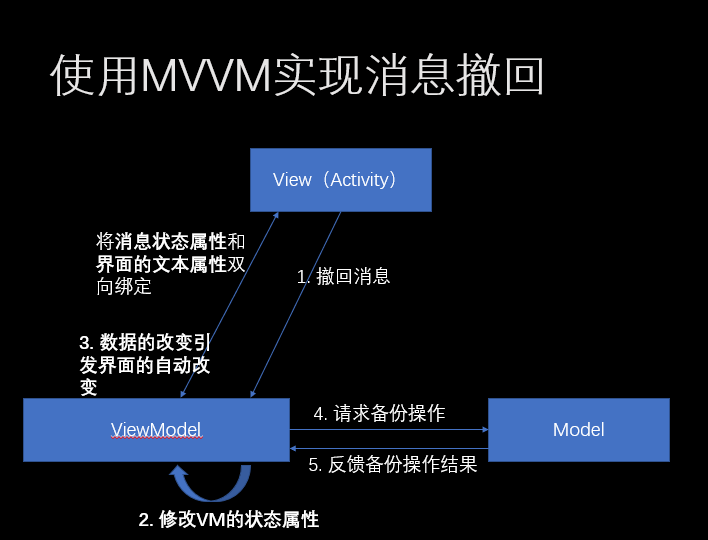 使用MVVM实现消息撤回
View（Activity）
将消息状态属性和
界面的文本属性双
向绑定
1. 撤回消息
3. 数据的改变引
发界面的自动改
变
ViewModel
4. 请求备份操作
Model
5. 反馈备份操作结果
2. 修改VM的状态属性